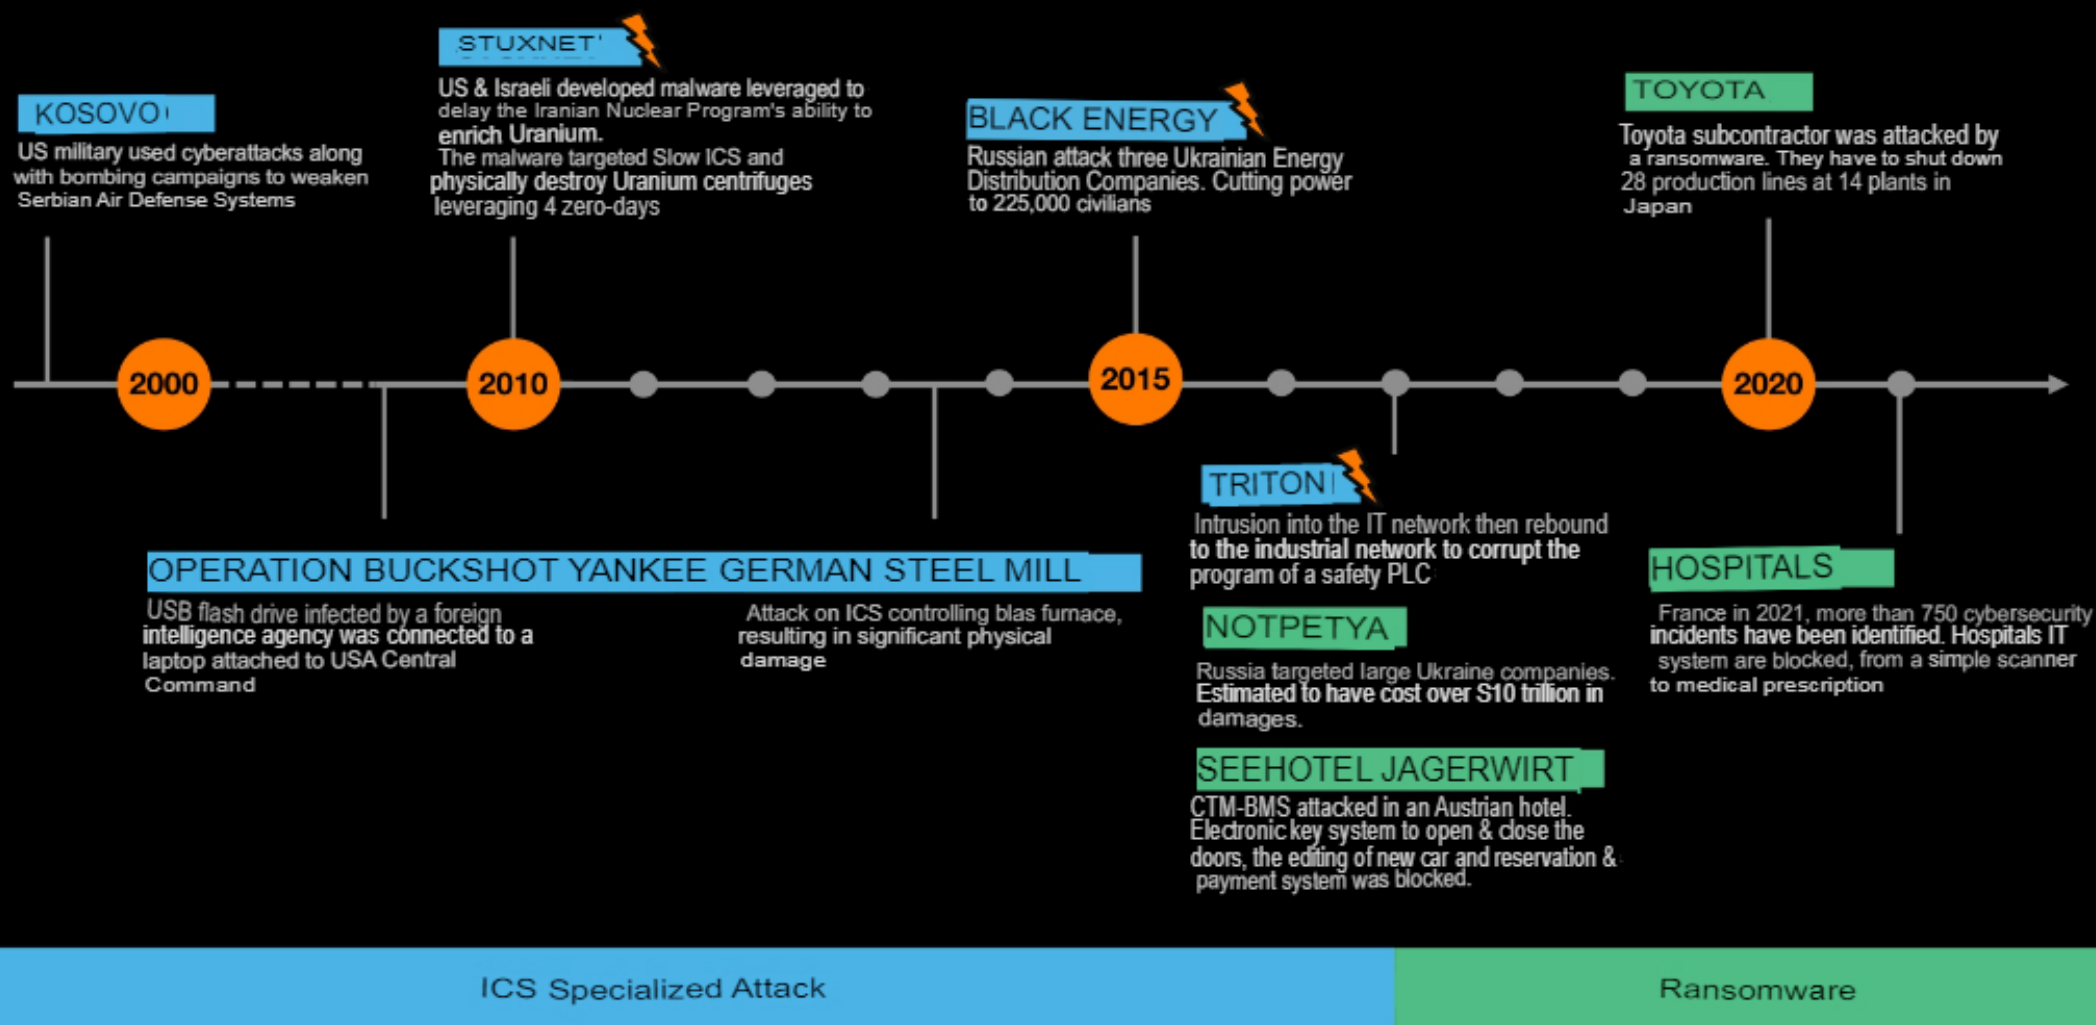 KOSOVO
US military used cyberattacks along
with bombing campaigns to weaken
Serbian Air Defense Systems
STUXNET
US & Israeli developed malware leveraged to
delay the Iranian Nuclear Program's ability to
enrich Uranium.
The malware targeted Slow ICS and
physically destroy Uranium centrifuges
leveraging 4 zero-days
BLACK ENERGY
Russian attack three Ukrainian Energy
Distribution Companies. Cutting power
to 225,000 civilians
TOYOTA
Toyota subcontractor was attacked by
a ransomware. They have to shut down
28 production lines at 14 plants in
Japan
2000
2010
2015
2020
OPERATION BUCKSHOT YANKEE GERMAN STEEL MILL
USB flash drive infected by a foreign
intelligence agency was connected to a
laptop attached to USA Central
Command
Attack on ICS controlling blas furnace,
resulting in significant physical
damage
TRITON
Intrusion into the IT network then rebound
to the industrial network to corrupt the
program of a safety PLC
NOTPETYA
Russia targeted large Ukraine companies.
Estimated to have cost over S10 trillion in
damages.
SEEHOTEL JAGERWIRT
CTM-BMS attacked in an Austrian hotel.
Electronic key system to open & close the
doors, the editing of new car and reservation &
payment system was blocked.
HOSPITALS
France in 2021, more than 750 cybersecurity
incidents have been identified. Hospitals IT
system are blocked, from a simple scanner
to medical prescription
ICS Specialized Attack
Ransomware